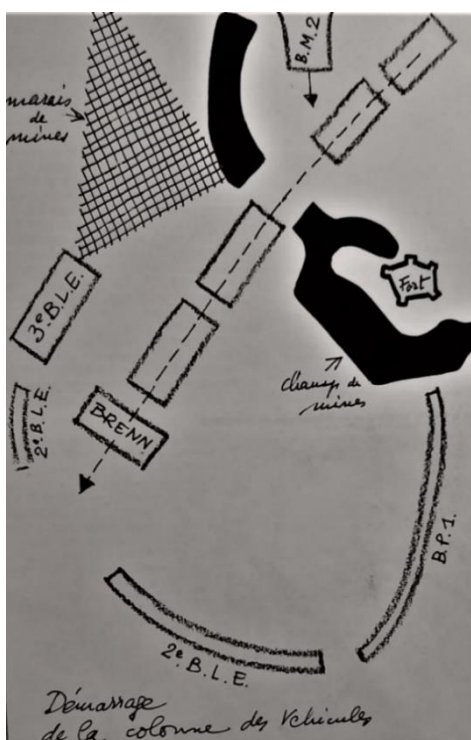 B.M.2
marais
de
mines
3e B.L.E.
Fort
2e B.L.E.
BRENN
Champ de
mines
B.P.1.
2e. B.L.E.
Démarrage
de la colonne des Véhicules